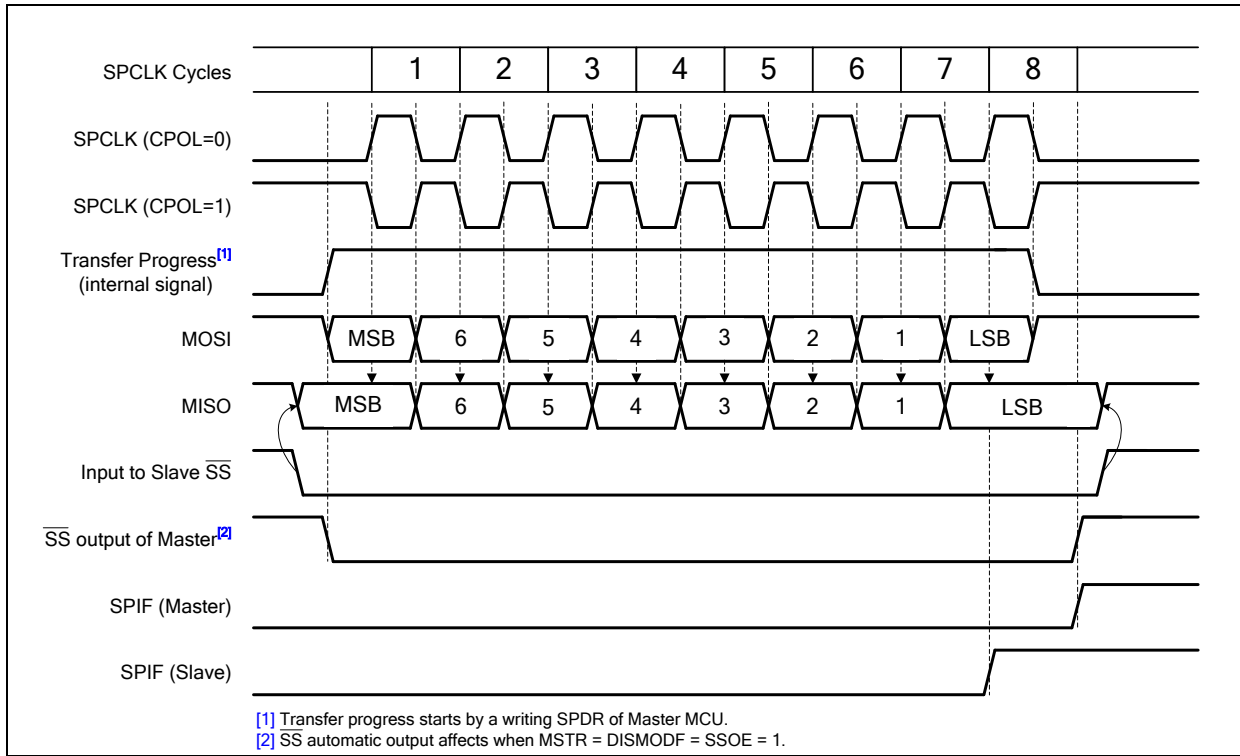 SPCLK Cycles 1 2 3 4 5 6 7 8
SPCLK (CPOL=0)
SPCLK (CPOL=1)
Transfer Progress[1]
(internal signal)
MOSI MSB 6 5 4 3 2 1 LSB
MISO MSB 6 5 4 3 2 1 LSB
Input to Slave S̅S̅
S̅S̅ output of Master[2]
SPIF (Master)
SPIF (Slave)
[1] Transfer progress starts by a writing SPDR of Master MCU.
[2] S̅S̅ automatic output affects when MSTR = DISMODF = SSOE = 1.